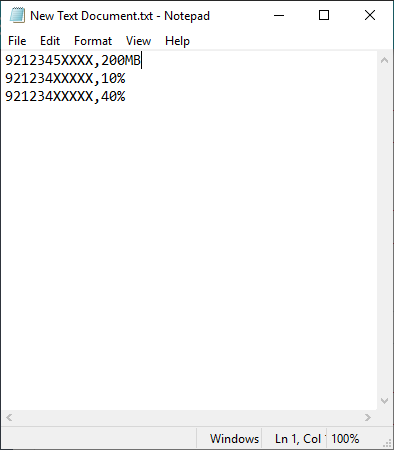 New Text Document.txt - Notepad
File Edit Format View Help
9212345XXXX,200MB
921234XXXXX,10%
921234XXXXX,40%
Windows Ln 1, Col 100%